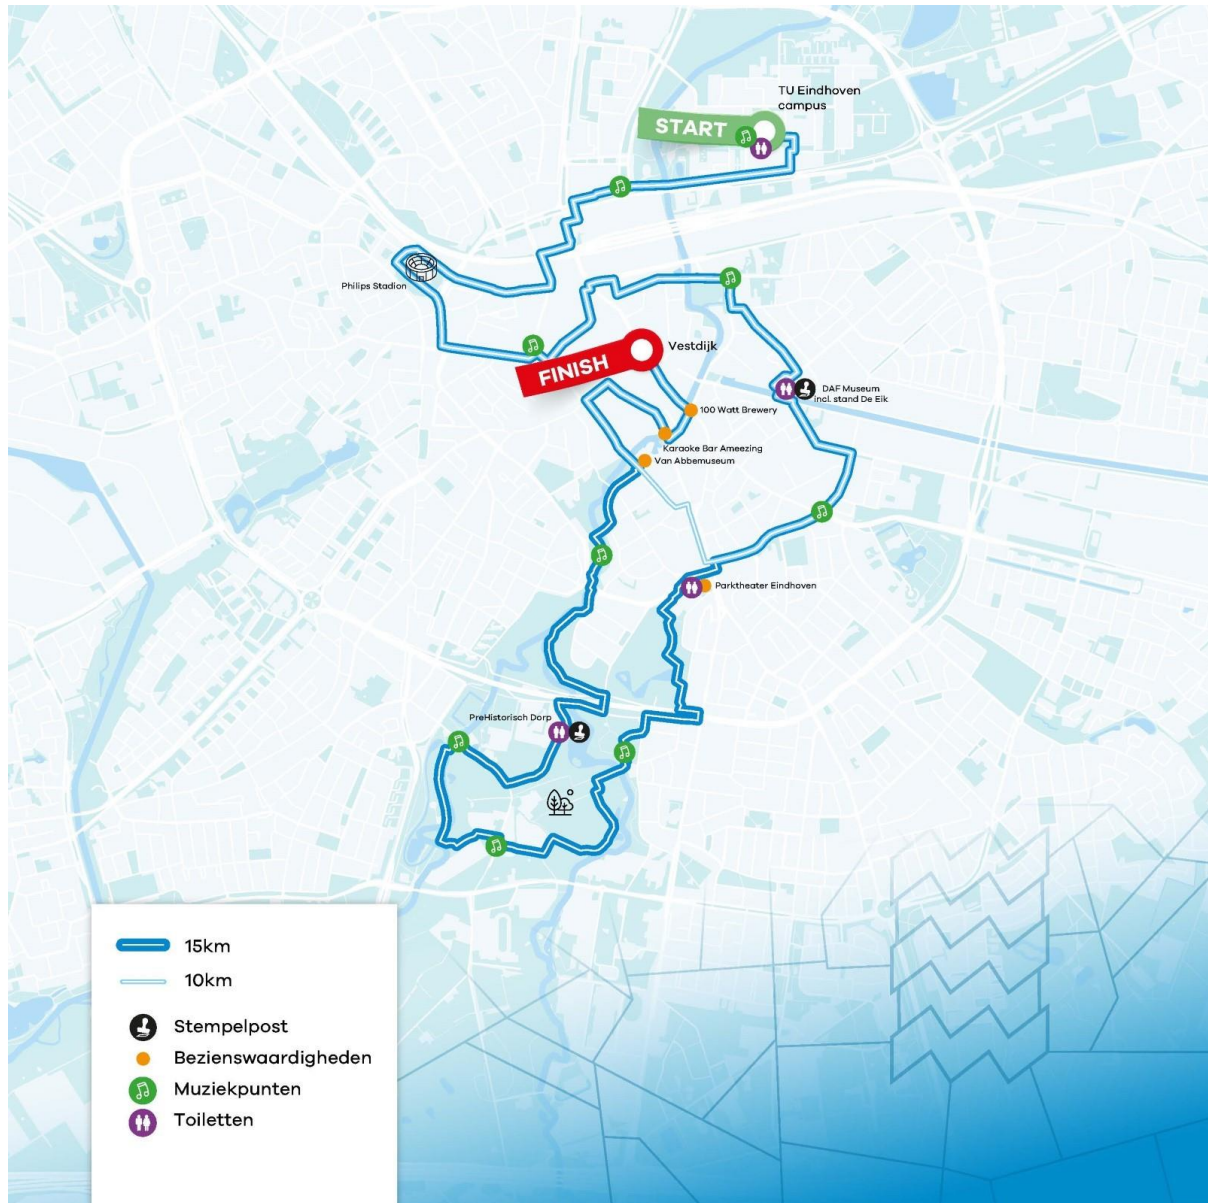 TU Eindhoven
campus
START
Philips Stadion
FINISH
Vestdijk
DAF Museum
incl. stand De Eik
100 Watt Brewery
Karaoke Bar Ameezing
Van Abbemuseum
Parktheater Eindhoven
PreHistorisch Dorp
15km
10km
Stempelpost
Bezienswaardigheden
Muziekpunten
Toiletten